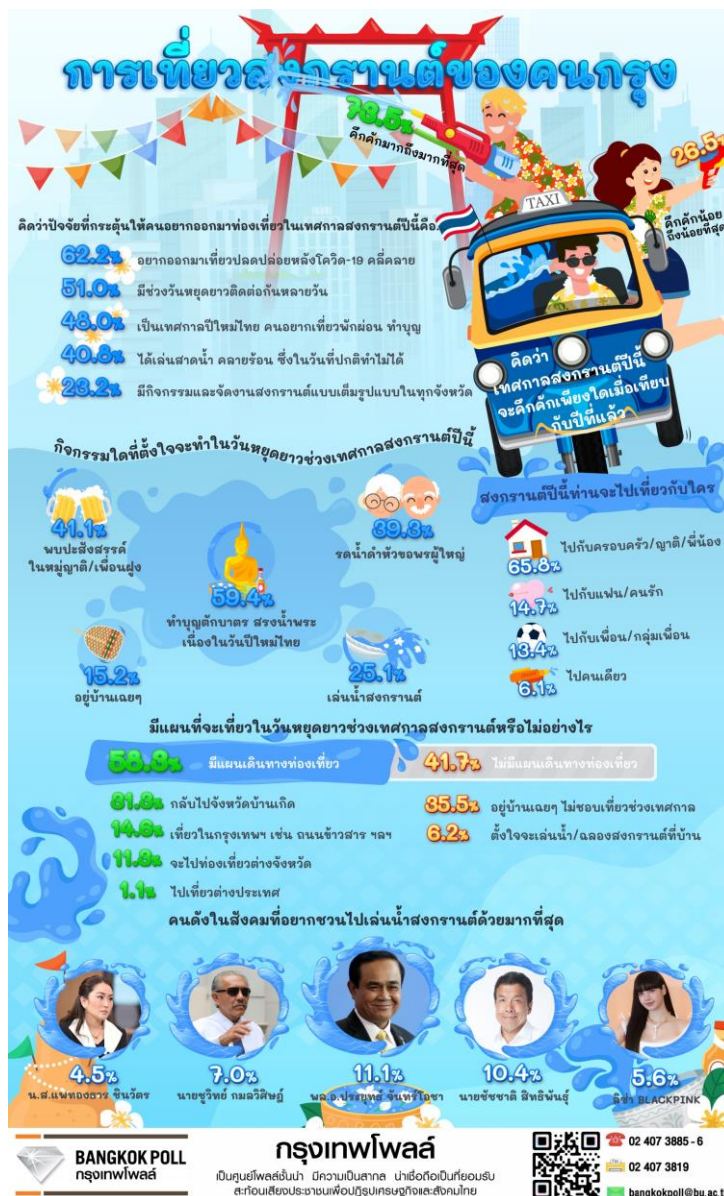 การเที่ยวสงกรานต์ของคนกรุง
73.5%
คึกคักมากถึงมากที่สุด
26.5%
คึกคักน้อย
ถึงน้อยที่สุด
TAXI
คิดว่า
เทศกาลสงกรานต์ปีนี้
จะคึกคักเพียงใดเมื่อเทียบ
กับปีที่แล้ว
คิดว่าปัจจัยที่กระตุ้นให้คนอยากออกมาท่องเที่ยวในเทศกาลสงกรานต์ปีนี้คือ
62.2% อยากออกมาเที่ยวปลดปล่อยหลังโควิด-19 คลี่คลาย
51.0% มีช่วงวันหยุดยาวติดต่อกันหลายวัน
48.0% เป็นเทศกาลปีใหม่ไทย คนอยากเที่ยวพักผ่อน ทำบุญ
40.8% ได้เล่นสาดน้ำ คลายร้อน ซึ่งในวันที่ปกติทำไม่ได้
23.2% มีกิจกรรมและจัดงานสงกรานต์แบบเต็มรูปแบบในทุกจังหวัด
กิจกรรมใดที่ตั้งใจจะทำในวันหยุดยาวช่วงเทศกาลสงกรานต์ปีนี้
41.1%
พบปะสังสรรค์
ในหมู่ญาติ/เพื่อนฝูง
39.3%
รดน้ำดำหัวขอพรผู้ใหญ่
59.4%
ทำบุญตักบาตร สรงน้ำพระ
เนื่องในวันปีใหม่ไทย
15.2%
อยู่บ้านเฉยๆ
25.1%
เล่นน้ำสงกรานต์
สงกรานต์ปีนี้ท่านจะไปเที่ยวกับใคร
65.8% ไปกับครอบครัว/ญาติ/พี่น้อง
14.7% ไปกับแฟน/คนรัก
13.4% ไปกับเพื่อน/กลุ่มเพื่อน
6.1% ไปคนเดียว
มีแผนที่จะเที่ยวในวันหยุดยาวช่วงเทศกาลสงกรานต์หรือไม่อย่างไร
58.3% มีแผนเดินทางท่องเที่ยว
41.7% ไม่มีแผนเดินทางท่องเที่ยว
31.3% กลับไปจังหวัดบ้านเกิด
14.6% เที่ยวในกรุงเทพฯ เช่น ถนนข้าวสาร ฯลฯ
11.3% จะไปท่องเที่ยวต่างจังหวัด
1.1% ไปเที่ยวต่างประเทศ
35.5% อยู่บ้านเฉยๆ ไม่ชอบเที่ยวช่วงเทศกาล
6.2% ตั้งใจจะเล่นน้ำ/ฉลองสงกรานต์ที่บ้าน
คนดังในสังคมที่อยากชวนไปเล่นน้ำสงกรานต์ด้วยมากที่สุด
4.5%
น.ส.แพทองธาร ชินวัตร
7.0%
นายชูวิทย์ กมลวิศิษฎ์
11.1%
พล.อ.ประยุทธ์ จันทร์โอชา
10.4%
นายชัชชาติ สิทธิพันธุ์
5.6%
ลิซ่า BLACKPINK
BANGKOK POLL
กรุงเทพโพลล์
กรุงเทพโพลล์
เป็นศูนย์โพลล์ชั้นนำ มีความเป็นสากล น่าเชื่อถือเป็นที่ยอมรับ
สะท้อนเสียงประชาชนเพื่อปฏิรูปเศรษฐกิจและสังคมไทย
02 407 3885 - 6
02 407 3819
bangkokpoll@bu.ac.t